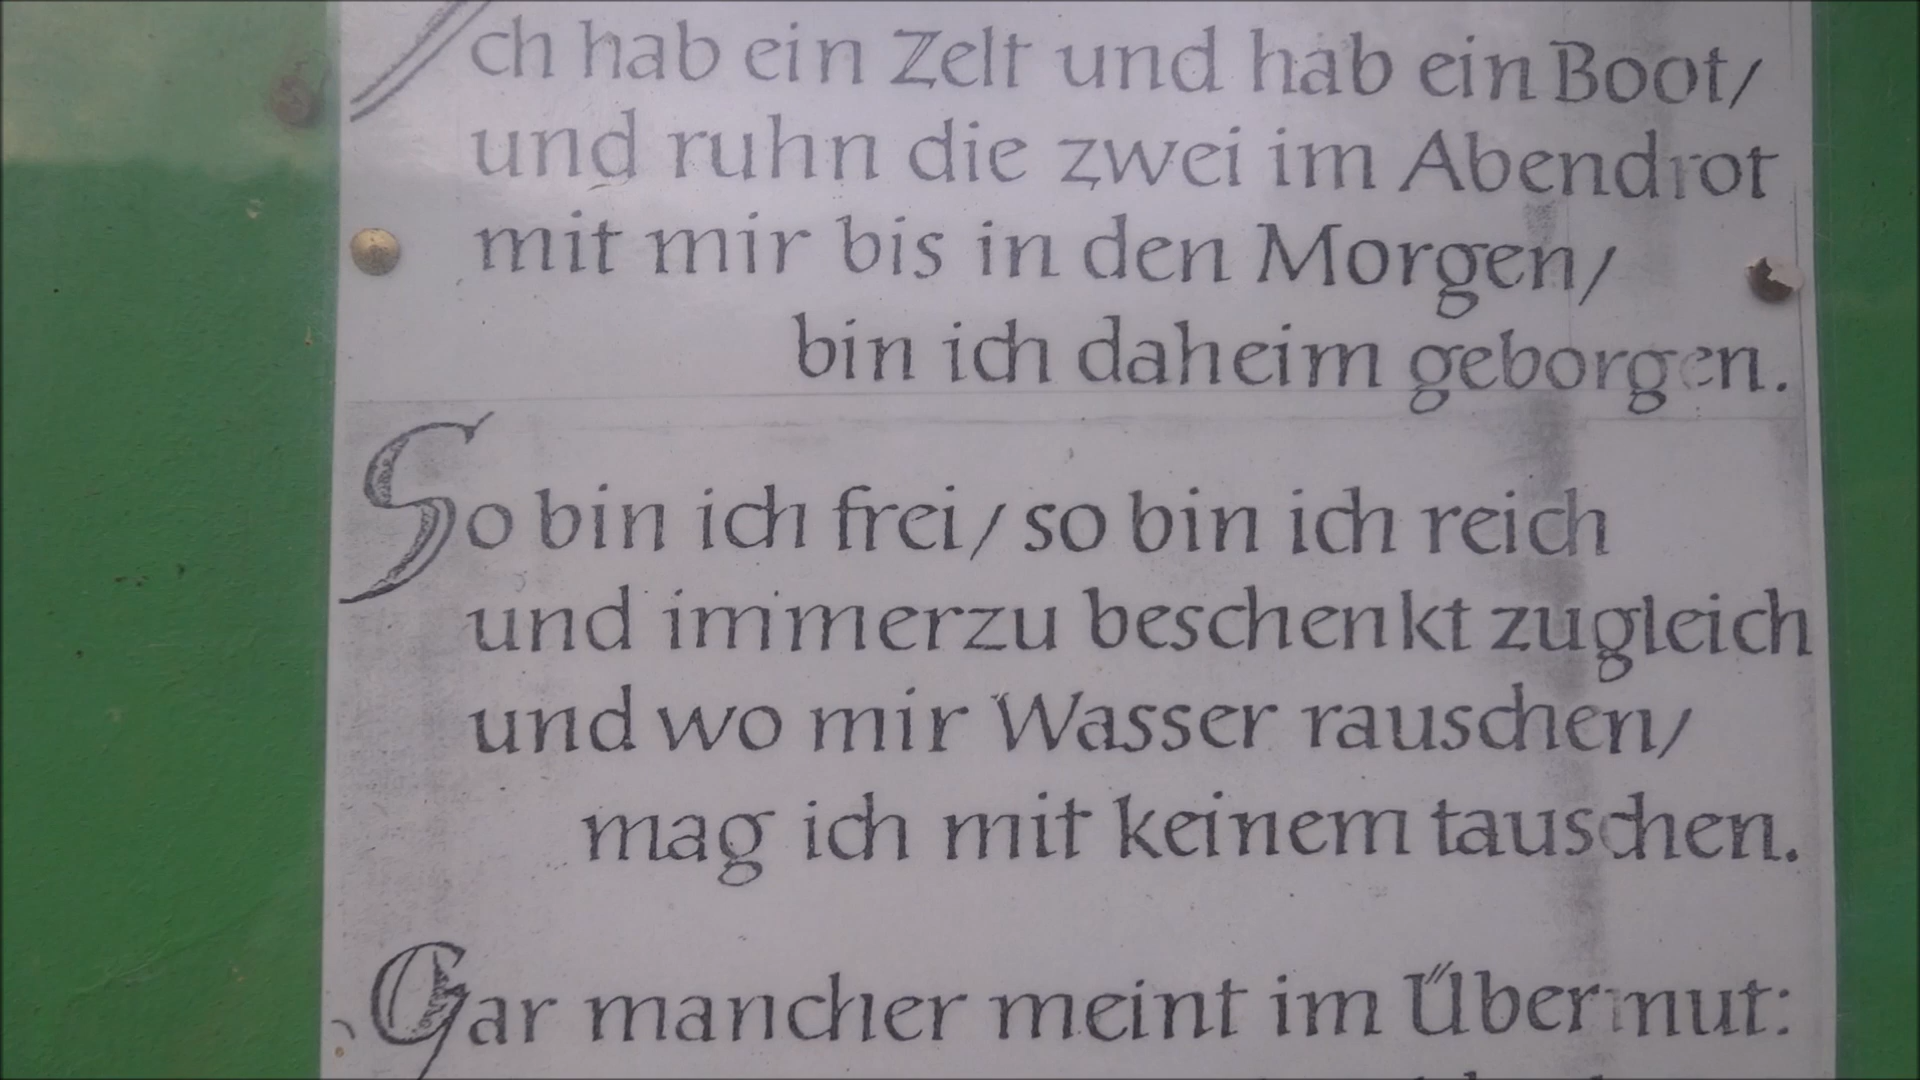 Ich hab ein Zelt und hab ein Boot/
und ruhn die zwei im Abendrot
mit mir bis in den Morgen/
bin ich daheim geborgen.
So bin ich frei/ so bin ich reich
und immerzu beschenkt zugleich
und wo mir Wasser rauschen/
mag ich mit keinem tauschen.
Gar mancher meint im Übermut: